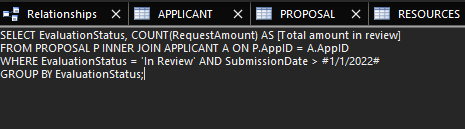 Relationships APPLICANT PROPOSAL RESOURCES
SELECT EvaluationStatus, COUNT(RequestAmount) AS [Total amount in review]
FROM PROPOSAL P INNER JOIN APPLICANT A ON P.AppID = A.AppID
WHERE EvaluationStatus = 'In Review' AND SubmissionDate > #1/1/2022#
GROUP BY EvaluationStatus;